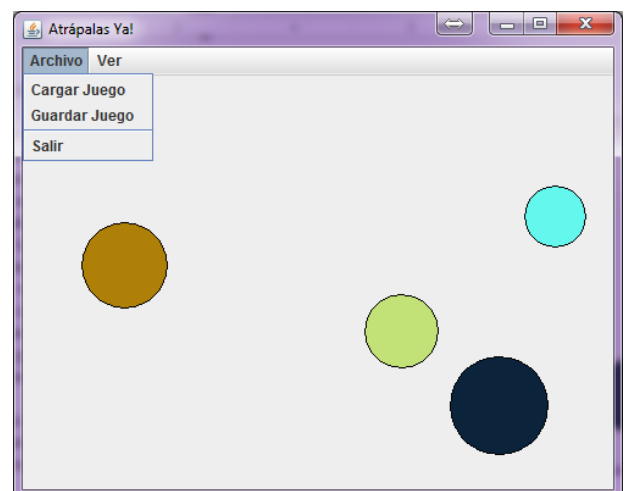 Atrápalas Ya!
Archivo Ver
Cargar Juego
Guardar Juego
Salir